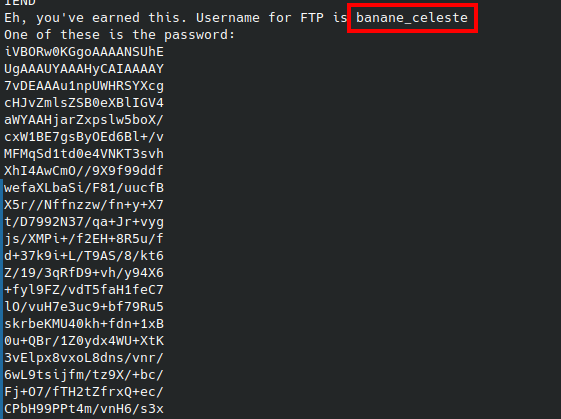 IEND
Eh, you've earned this. Username for FTP is banane_celeste
One of these is the password:
iVBORw0KGgoAAAANSUhE
UgAAAUYAAAHyCAIAAAAY
7vDEAAAu1npUWHRSYXcg
cHJvZmlsZSB0eXBlIGV4
aWYAAHjarZxpslw5boX/
cxW1BE7gsByOEd6Bl+/v
MFMqSd1td0e4VNKT3svh
XhI4AwCmO//9X9f99ddf
wefaXLbaSi/F81/uucfB
X5r//Nffnzzw/fn+y+X7
t/D7992N37/qa+Jr+vyg
js/XMPi+/f2EH+8R5u/f
d+37k9i+L/T9AS/8/kt6
Z/19/3qRfD9+vh/y94X6
+fyl9FZ/vdT5faH1feC7
lO/vuH7e3uc9+bf79Ru5
skrbeKMU40kh+fdn+1xB
0u+QBr/1Z0ydx4WU+XtK
3vElpx8vxoL8dns/vnr/
6wL9tsijfm/tz9X/+bc/
Fj+O7/fTH2tZfrxQ+ec/
CPbH99PPt4m/vnH6/s3x